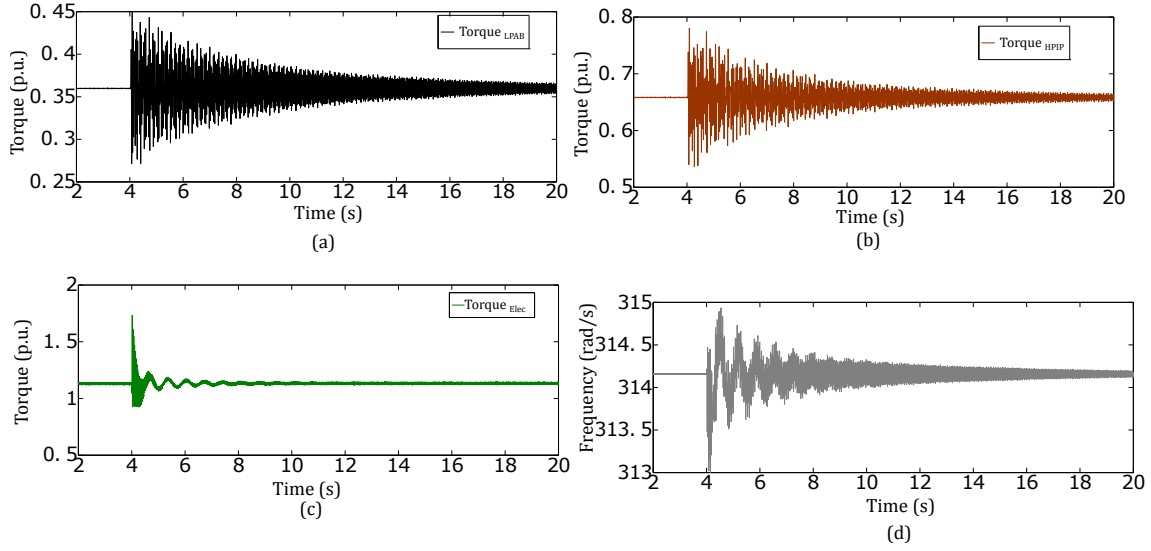 0. 45
Torque LPAB
Torque (p.u.)
0.35
0. 25
2 4 6 8 10 12 14 16 18 20
Time (s)
(a)
0.8
Torque HPIP
Torque (p.u.)
0.7
0.6
0.5
2 4 6 8 10 12 14 16 18 20
Time (s)
(b)
2
Torque Elec
Torque (p.u.)
1. 5
1
0. 5
2 4 6 8 10 12 14 16 18 20
Time (s)
(c)
315
Frequency (rad/s)
314.5
314
313.5
313
2 4 6 8 10 12 14 16 18 20
Time (s)
(d)